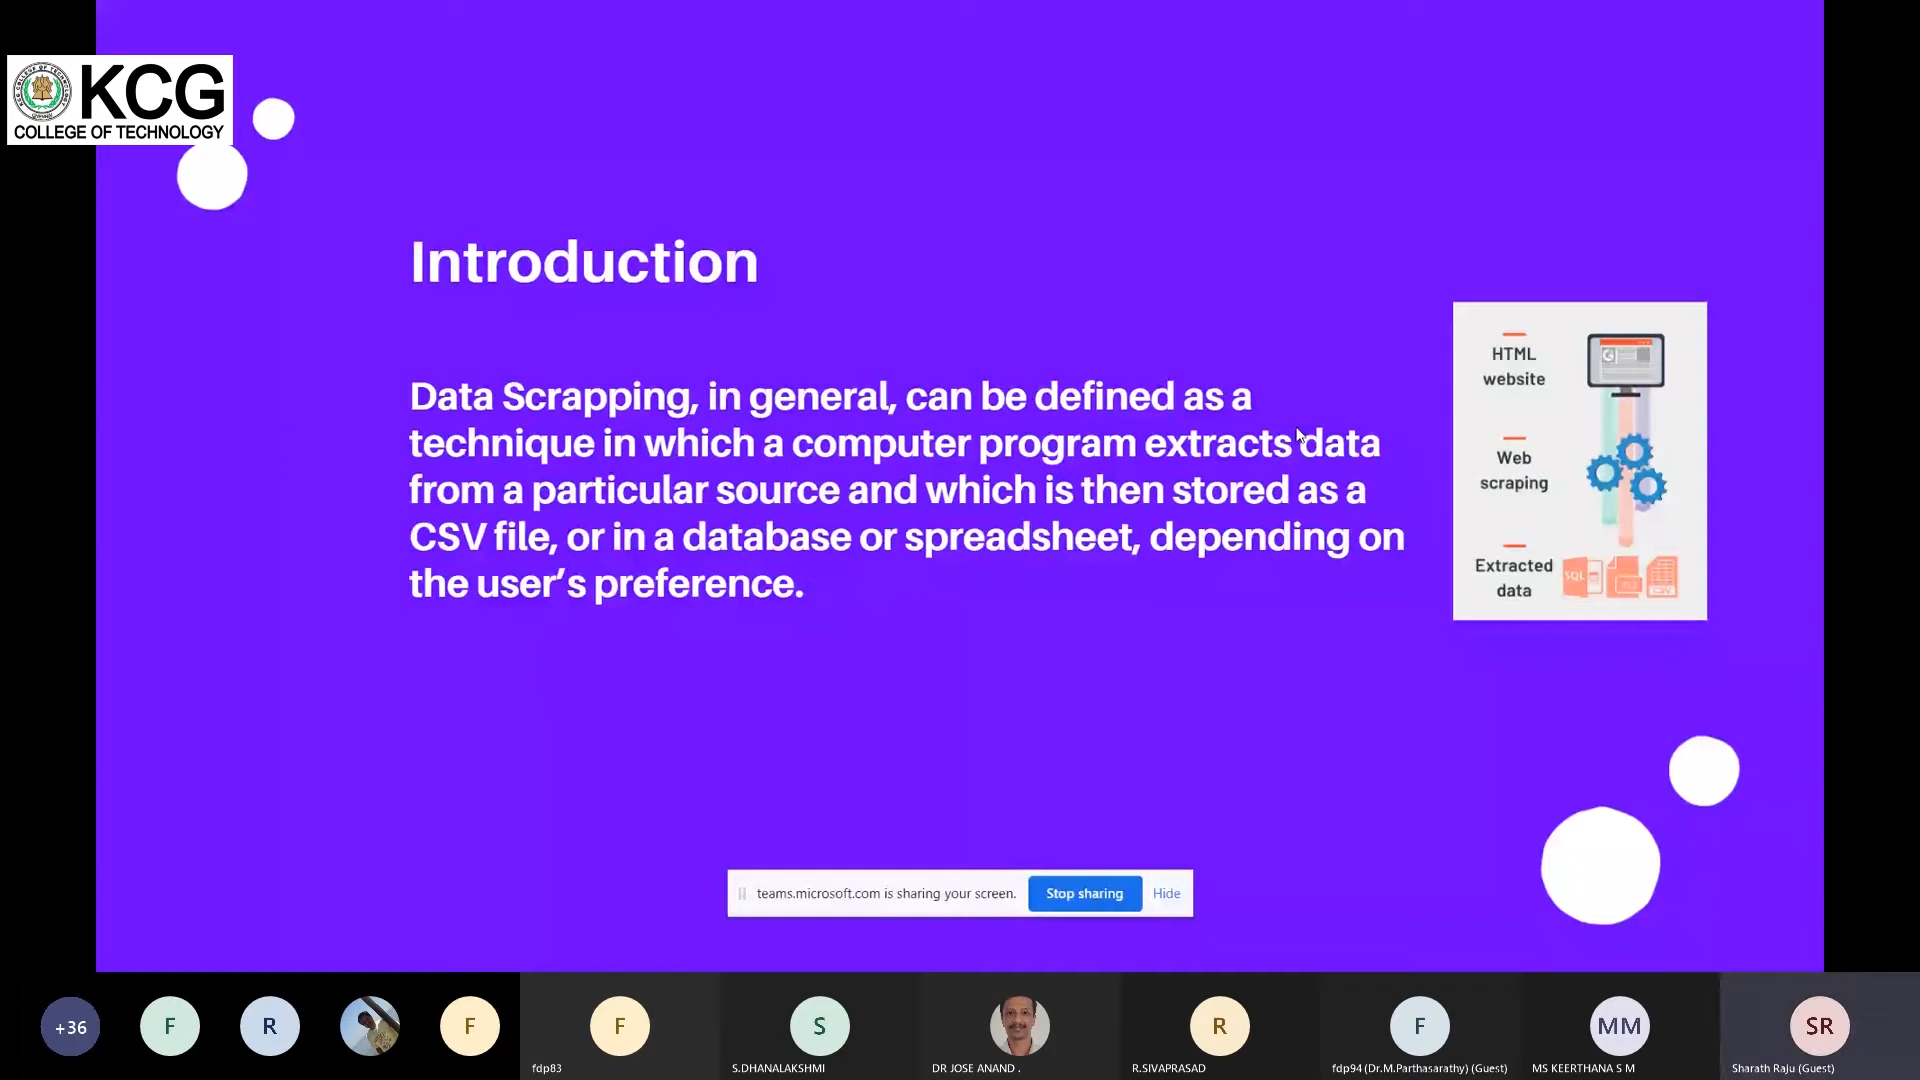 KCG
COLLEGE OF TECHNOLOGY
Introduction
Data Scrapping, in general, can be defined as a
technique in which a computer program extracts data
from a particular source and which is then stored as a
CSV file, or in a database or spreadsheet, depending on
the user’s preference.
HTML
website
Web
scraping
Extracted
data
SQL
CSV
teams.microsoft.com is sharing your screen.
Stop sharing
Hide
+36
F
R
F
F
fdp83
S
S.DHANALAKSHMI
DR JOSE ANAND .
R
R.SIVAPRASAD
F
fdp94 (Dr.M.Parthasarathy) (Guest)
MM
MS KEERTHANA S M
SR
Sharath Raju (Guest)